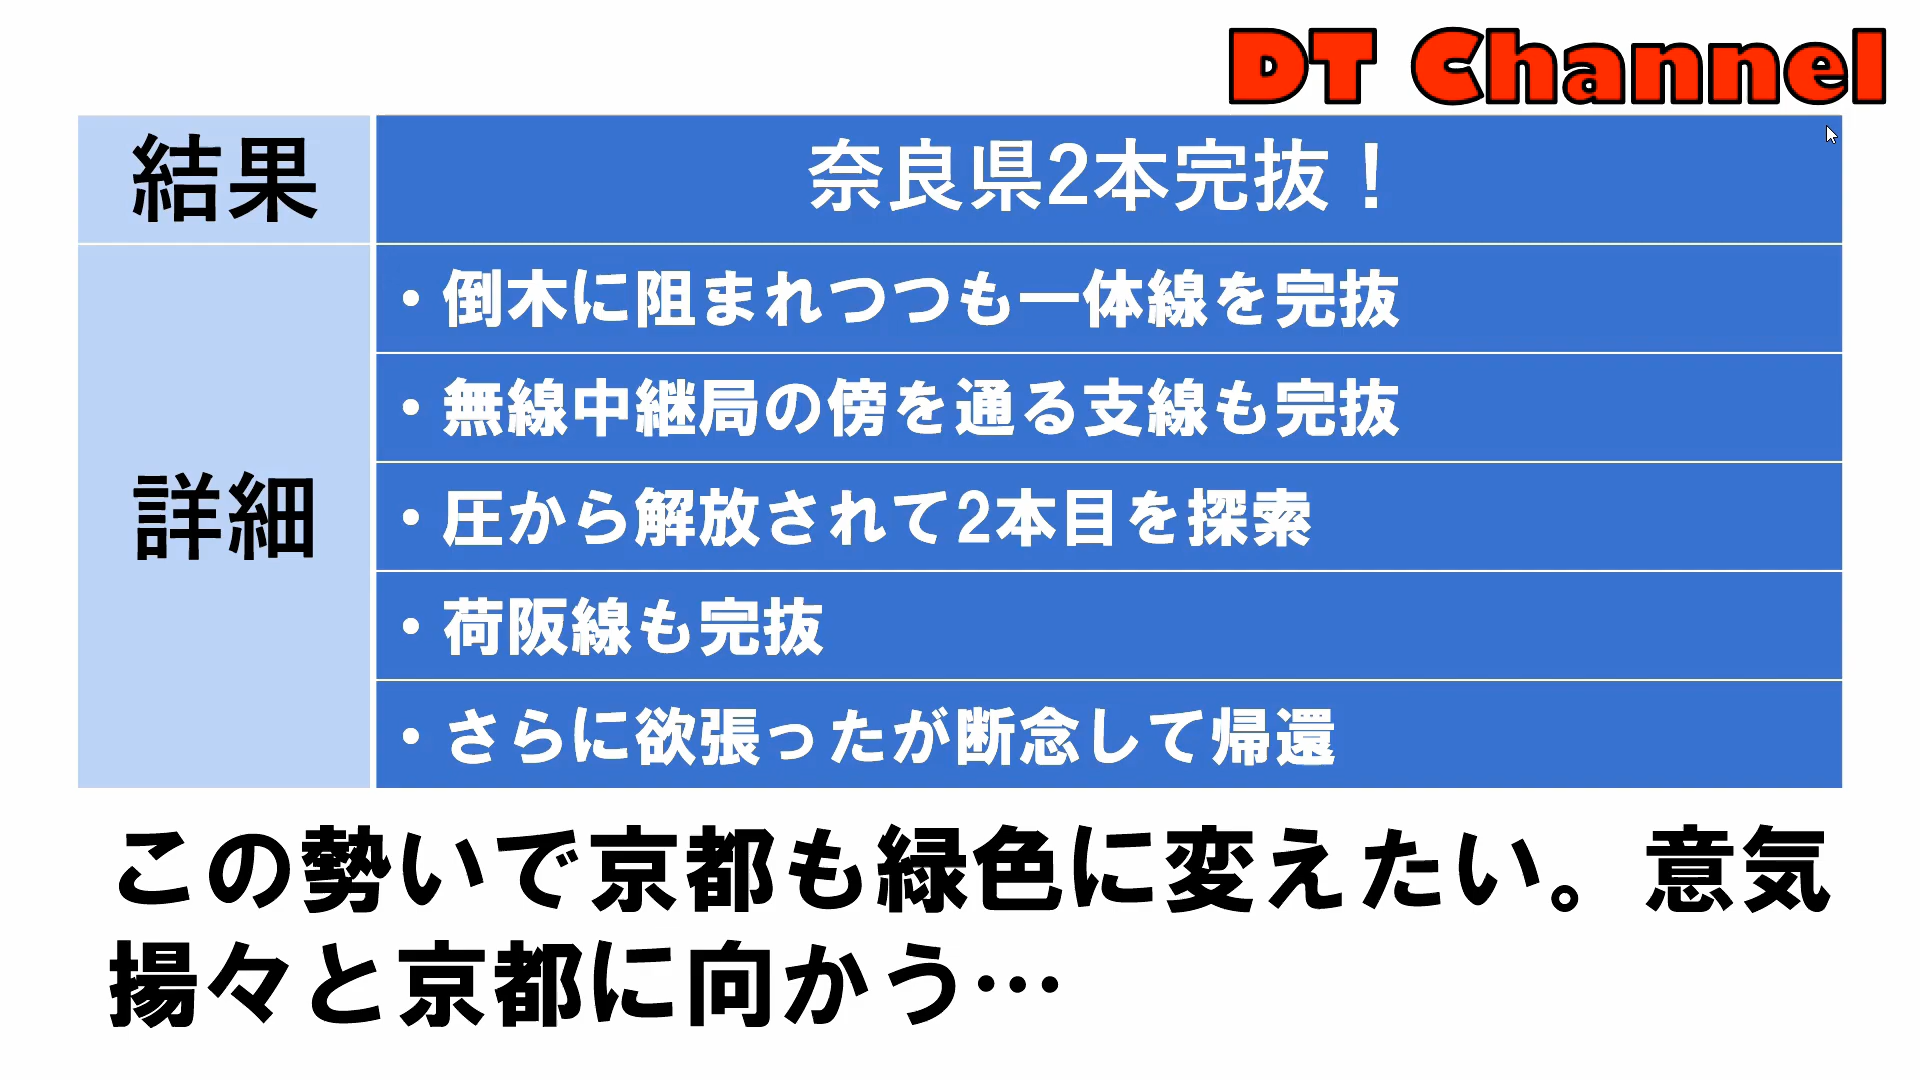 DT Channel
結果
奈良県2本完抜！
詳細
・倒木に阻まれつつも一体線を完抜
・無線中継局の傍を通る支線も完抜
・圧から解放されて2本目を探索
・荷阪線も完抜
・さらに欲張ったが断念して帰還
この勢いで京都も緑色に変えたい。意気
揚々と京都に向かう…